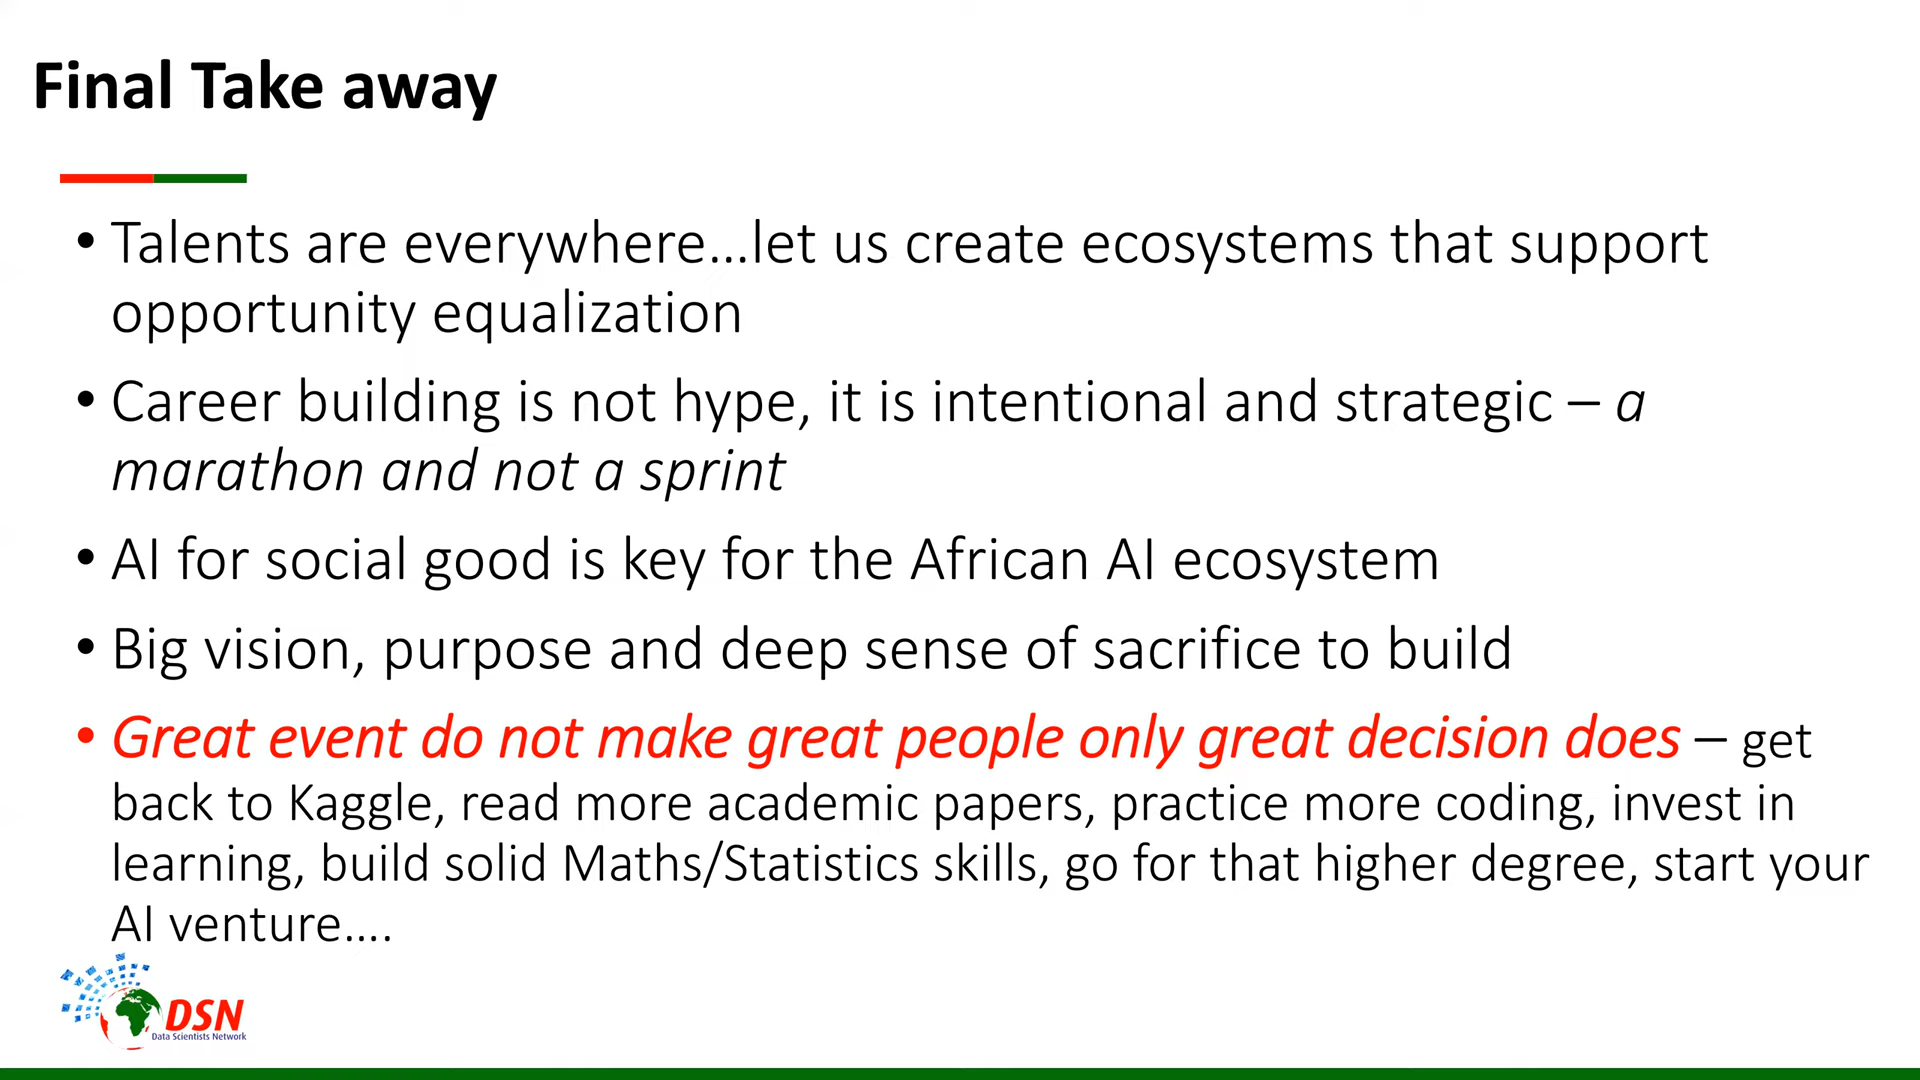 Final Take away
• Talents are everywhere...let us create ecosystems that support
opportunity equalization
• Career building is not hype, it is intentional and strategic – a
marathon and not a sprint
• AI for social good is key for the African AI ecosystem
• Big vision, purpose and deep sense of sacrifice to build
• Great event do not make great people only great decision does – get
back to Kaggle, read more academic papers, practice more coding, invest in
learning, build solid Maths/Statistics skills, go for that higher degree, start your
AI venture....
DSN
Data Scientists Network